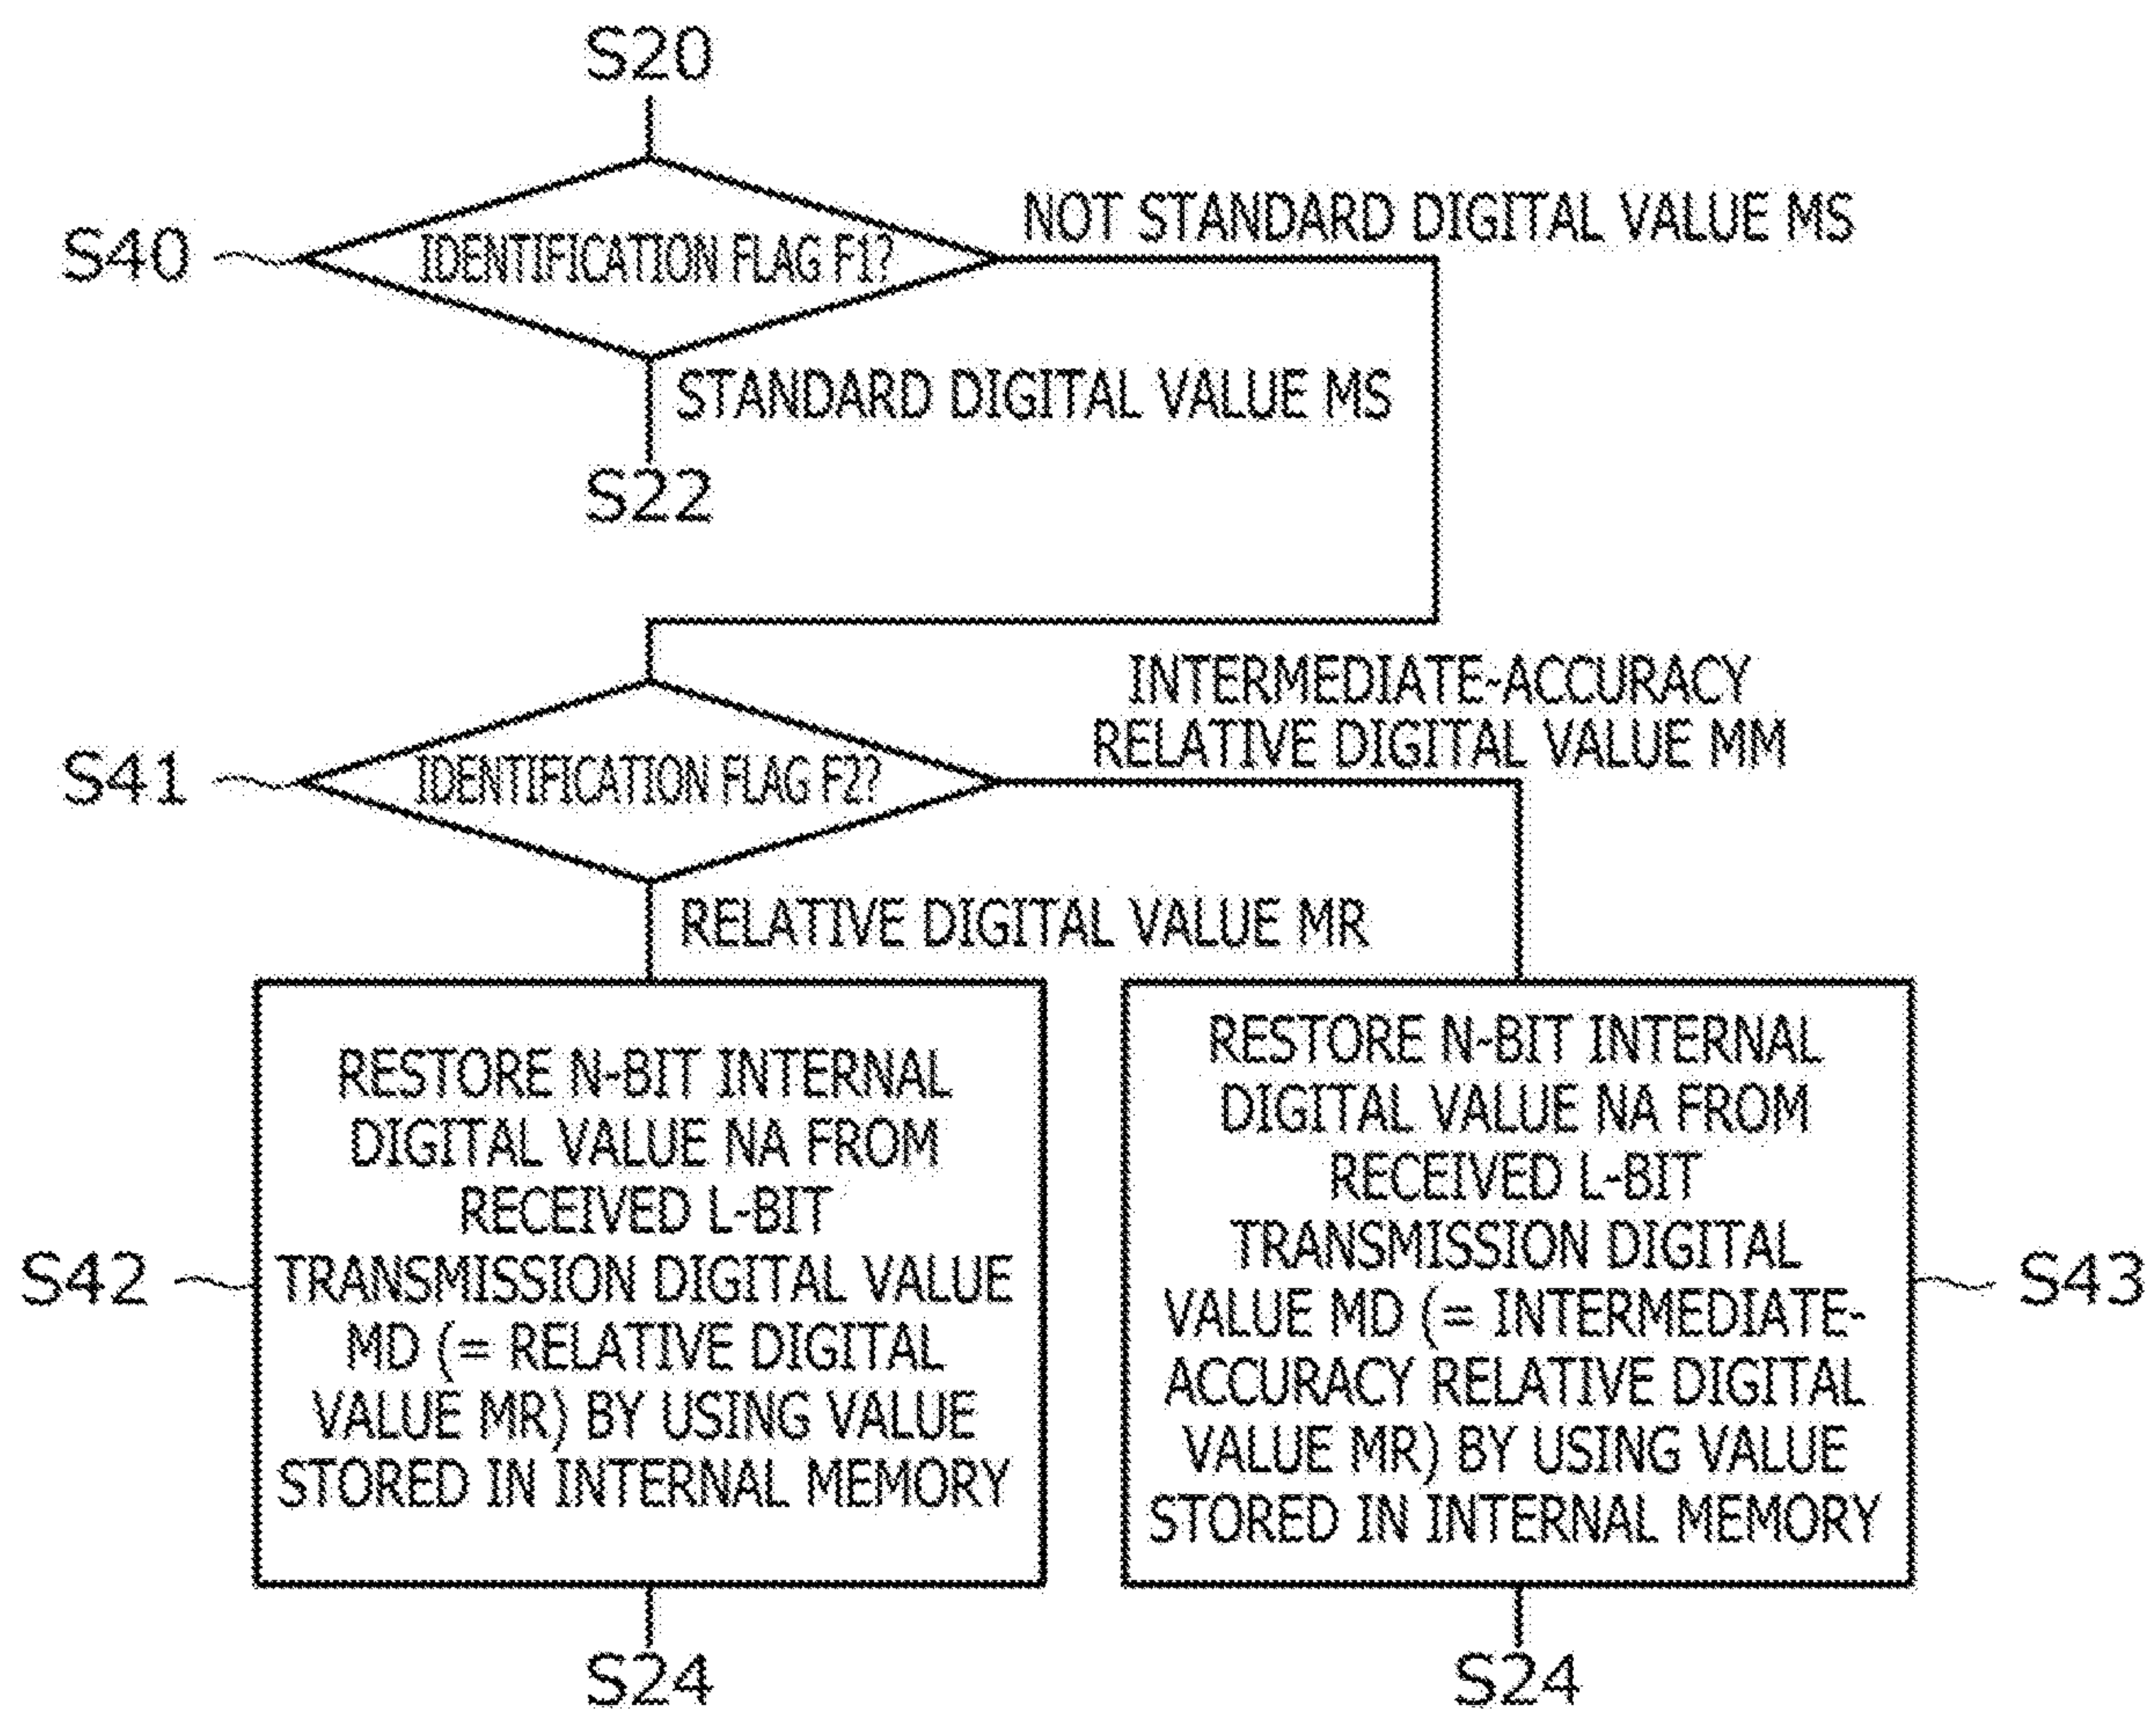 S20
NOT STANDARD DIGITAL VALUE MS
S40
IDENTIFICATION FLAG F1?
STANDARD DIGITAL VALUE MS
S22
INTERMEDIATE-ACCURACY
RELATIVE DIGITAL VALUE MM
S41
IDENTIFICATION FLAG F2?
RELATIVE DIGITAL VALUE MR
S42
RESTORE N-BIT INTERNAL
DIGITAL VALUE NA FROM
RECEIVED L-BIT
TRANSMISSION DIGITAL VALUE
MD (= RELATIVE DIGITAL
VALUE MR) BY USING VALUE
STORED IN INTERNAL MEMORY
RESTORE N-BIT INTERNAL
DIGITAL VALUE NA FROM
RECEIVED L-BIT
TRANSMISSION DIGITAL
VALUE MD (= INTERMEDIATE-
ACCURACY RELATIVE DIGITAL
VALUE MR) BY USING VALUE
STORED IN INTERNAL MEMORY
S43
S24
S24